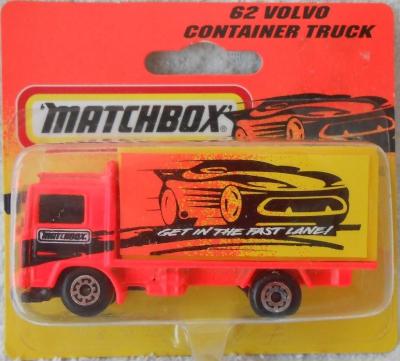 62 VOLVO
CONTAINER TRUCK
MATCHBOX
GET IN THE FAST LANE!
MATCHBOX